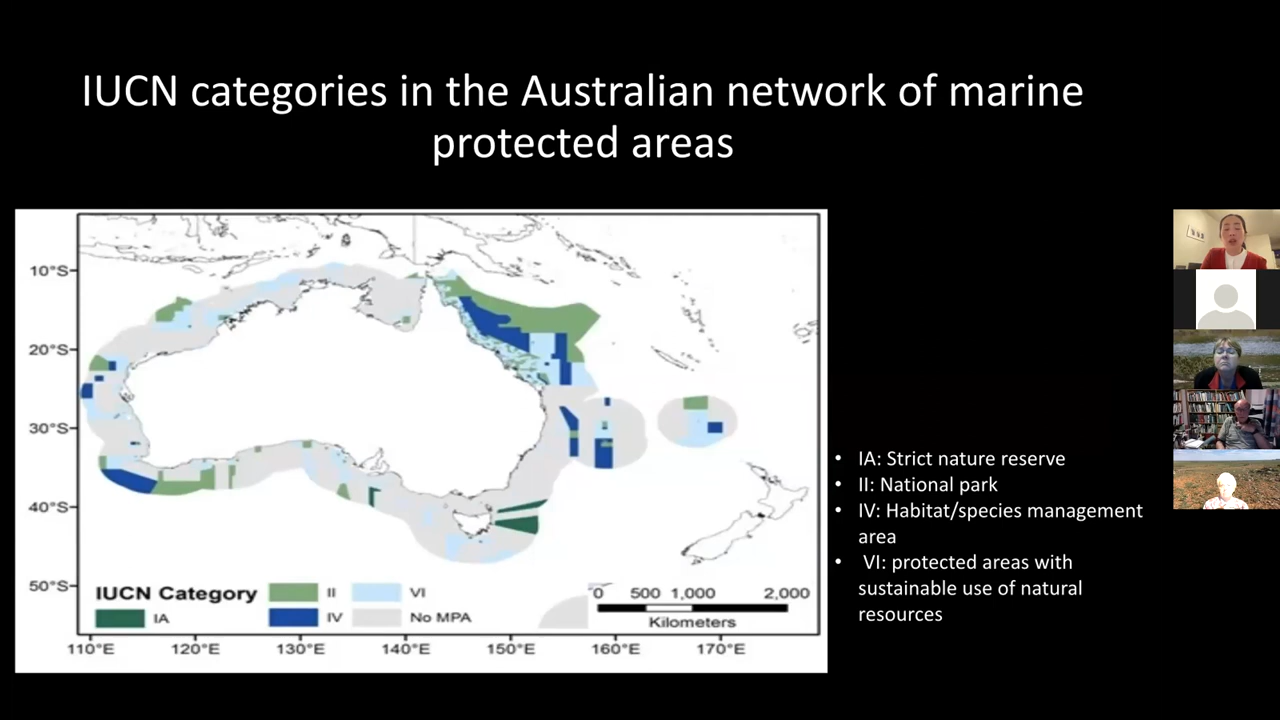 IUCN categories in the Australian network of marine
protected areas
10°S
20°S
30°S
40°S
50°S
IUCN Category
II
VI
IA
IV
No MPA
0 500 1,000 2,000
Kilometers
110°E 120°E 130°E 140°E 150°E 160°E 170°E
• IA: Strict nature reserve
• II: National park
• IV: Habitat/species management
area
• VI: protected areas with
sustainable use of natural
resources